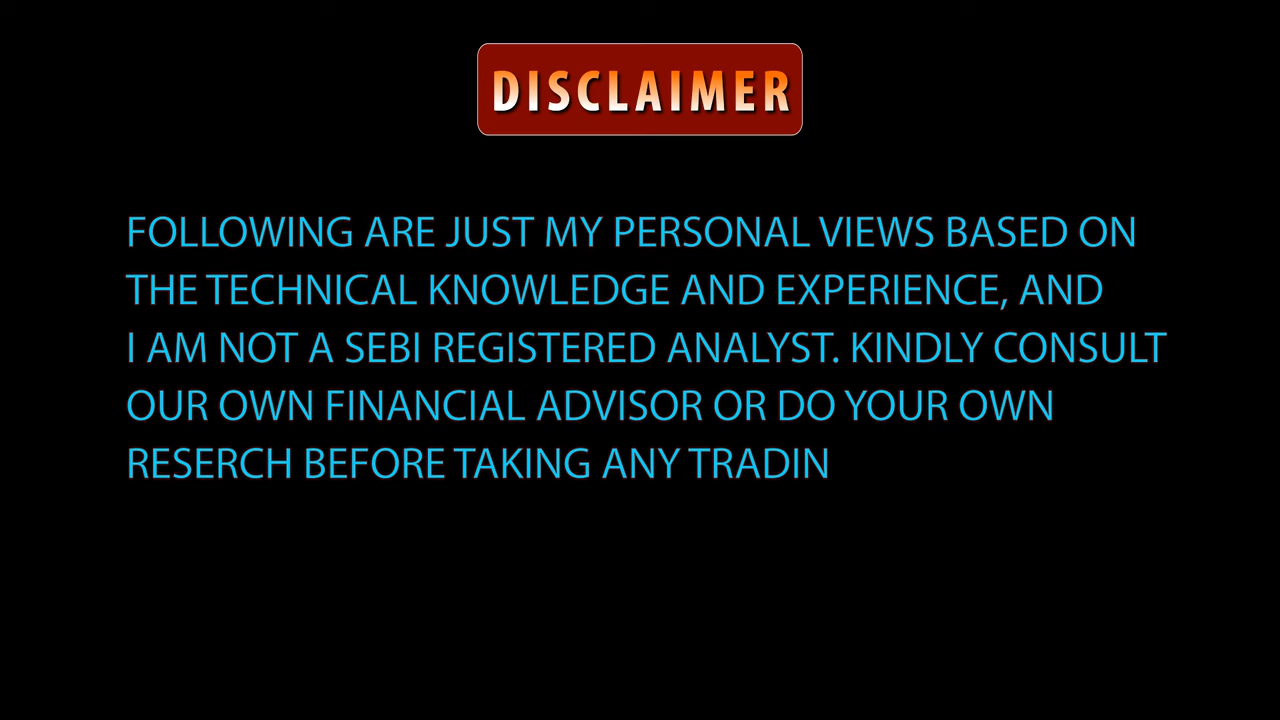 DISCLAIMER
FOLLOWING ARE JUST MY PERSONAL VIEWS BASED ON
THE TECHNICAL KNOWLEDGE AND EXPERIENCE, AND
I AM NOT A SEBI REGISTERED ANALYST. KINDLY CONSULT
OUR OWN FINANCIAL ADVISOR OR DO YOUR OWN
RESERCH BEFORE TAKING ANY TRADIN